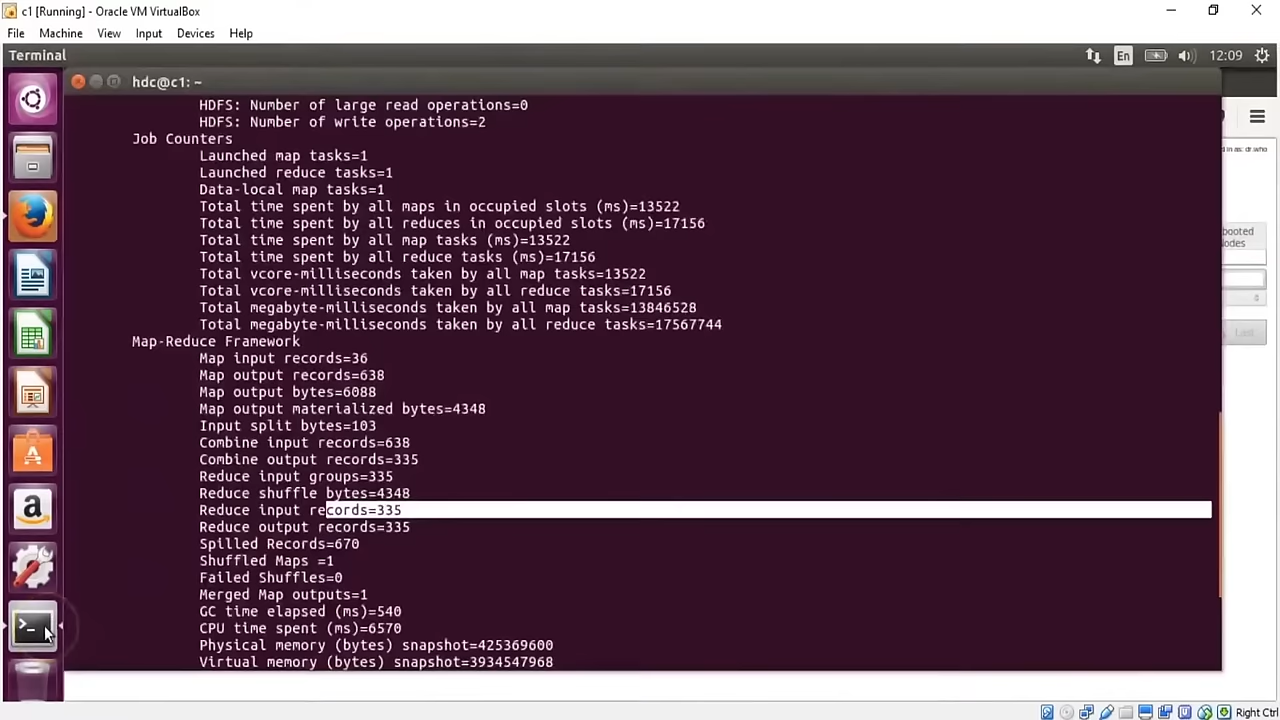 c1 [Running] - Oracle VM VirtualBox
File Machine View Input Devices Help
Terminal
En
12:09
hdc@c1: ~
HDFS: Number of large read operations=0
HDFS: Number of write operations=2
Job Counters
Launched map tasks=1
Launched reduce tasks=1
Data-local map tasks=1
Total time spent by all maps in occupied slots (ms)=13522
Total time spent by all reduces in occupied slots (ms)=17156
Total time spent by all map tasks (ms)=13522
Total time spent by all reduce tasks (ms)=17156
Total vcore-milliseconds taken by all map tasks=13522
Total vcore-milliseconds taken by all reduce tasks=17156
Total megabyte-milliseconds taken by all map tasks=13846528
Total megabyte-milliseconds taken by all reduce tasks=17567744
Map-Reduce Framework
Map input records=36
Map output records=638
Map output bytes=6088
Map output materialized bytes=4348
Input split bytes=103
Combine input records=638
Combine output records=335
Reduce input groups=335
Reduce shuffle bytes=4348
Reduce input records=335
Reduce output records=335
Spilled Records=670
Shuffled Maps =1
Failed Shuffles=0
Merged Map outputs=1
GC time elapsed (ms)=540
CPU time spent (ms)=6570
Physical memory (bytes) snapshot=425369600
Virtual memory (bytes) snapshot=3934547968
in as: dr.who
booted
odes
Last
Right Ctrl